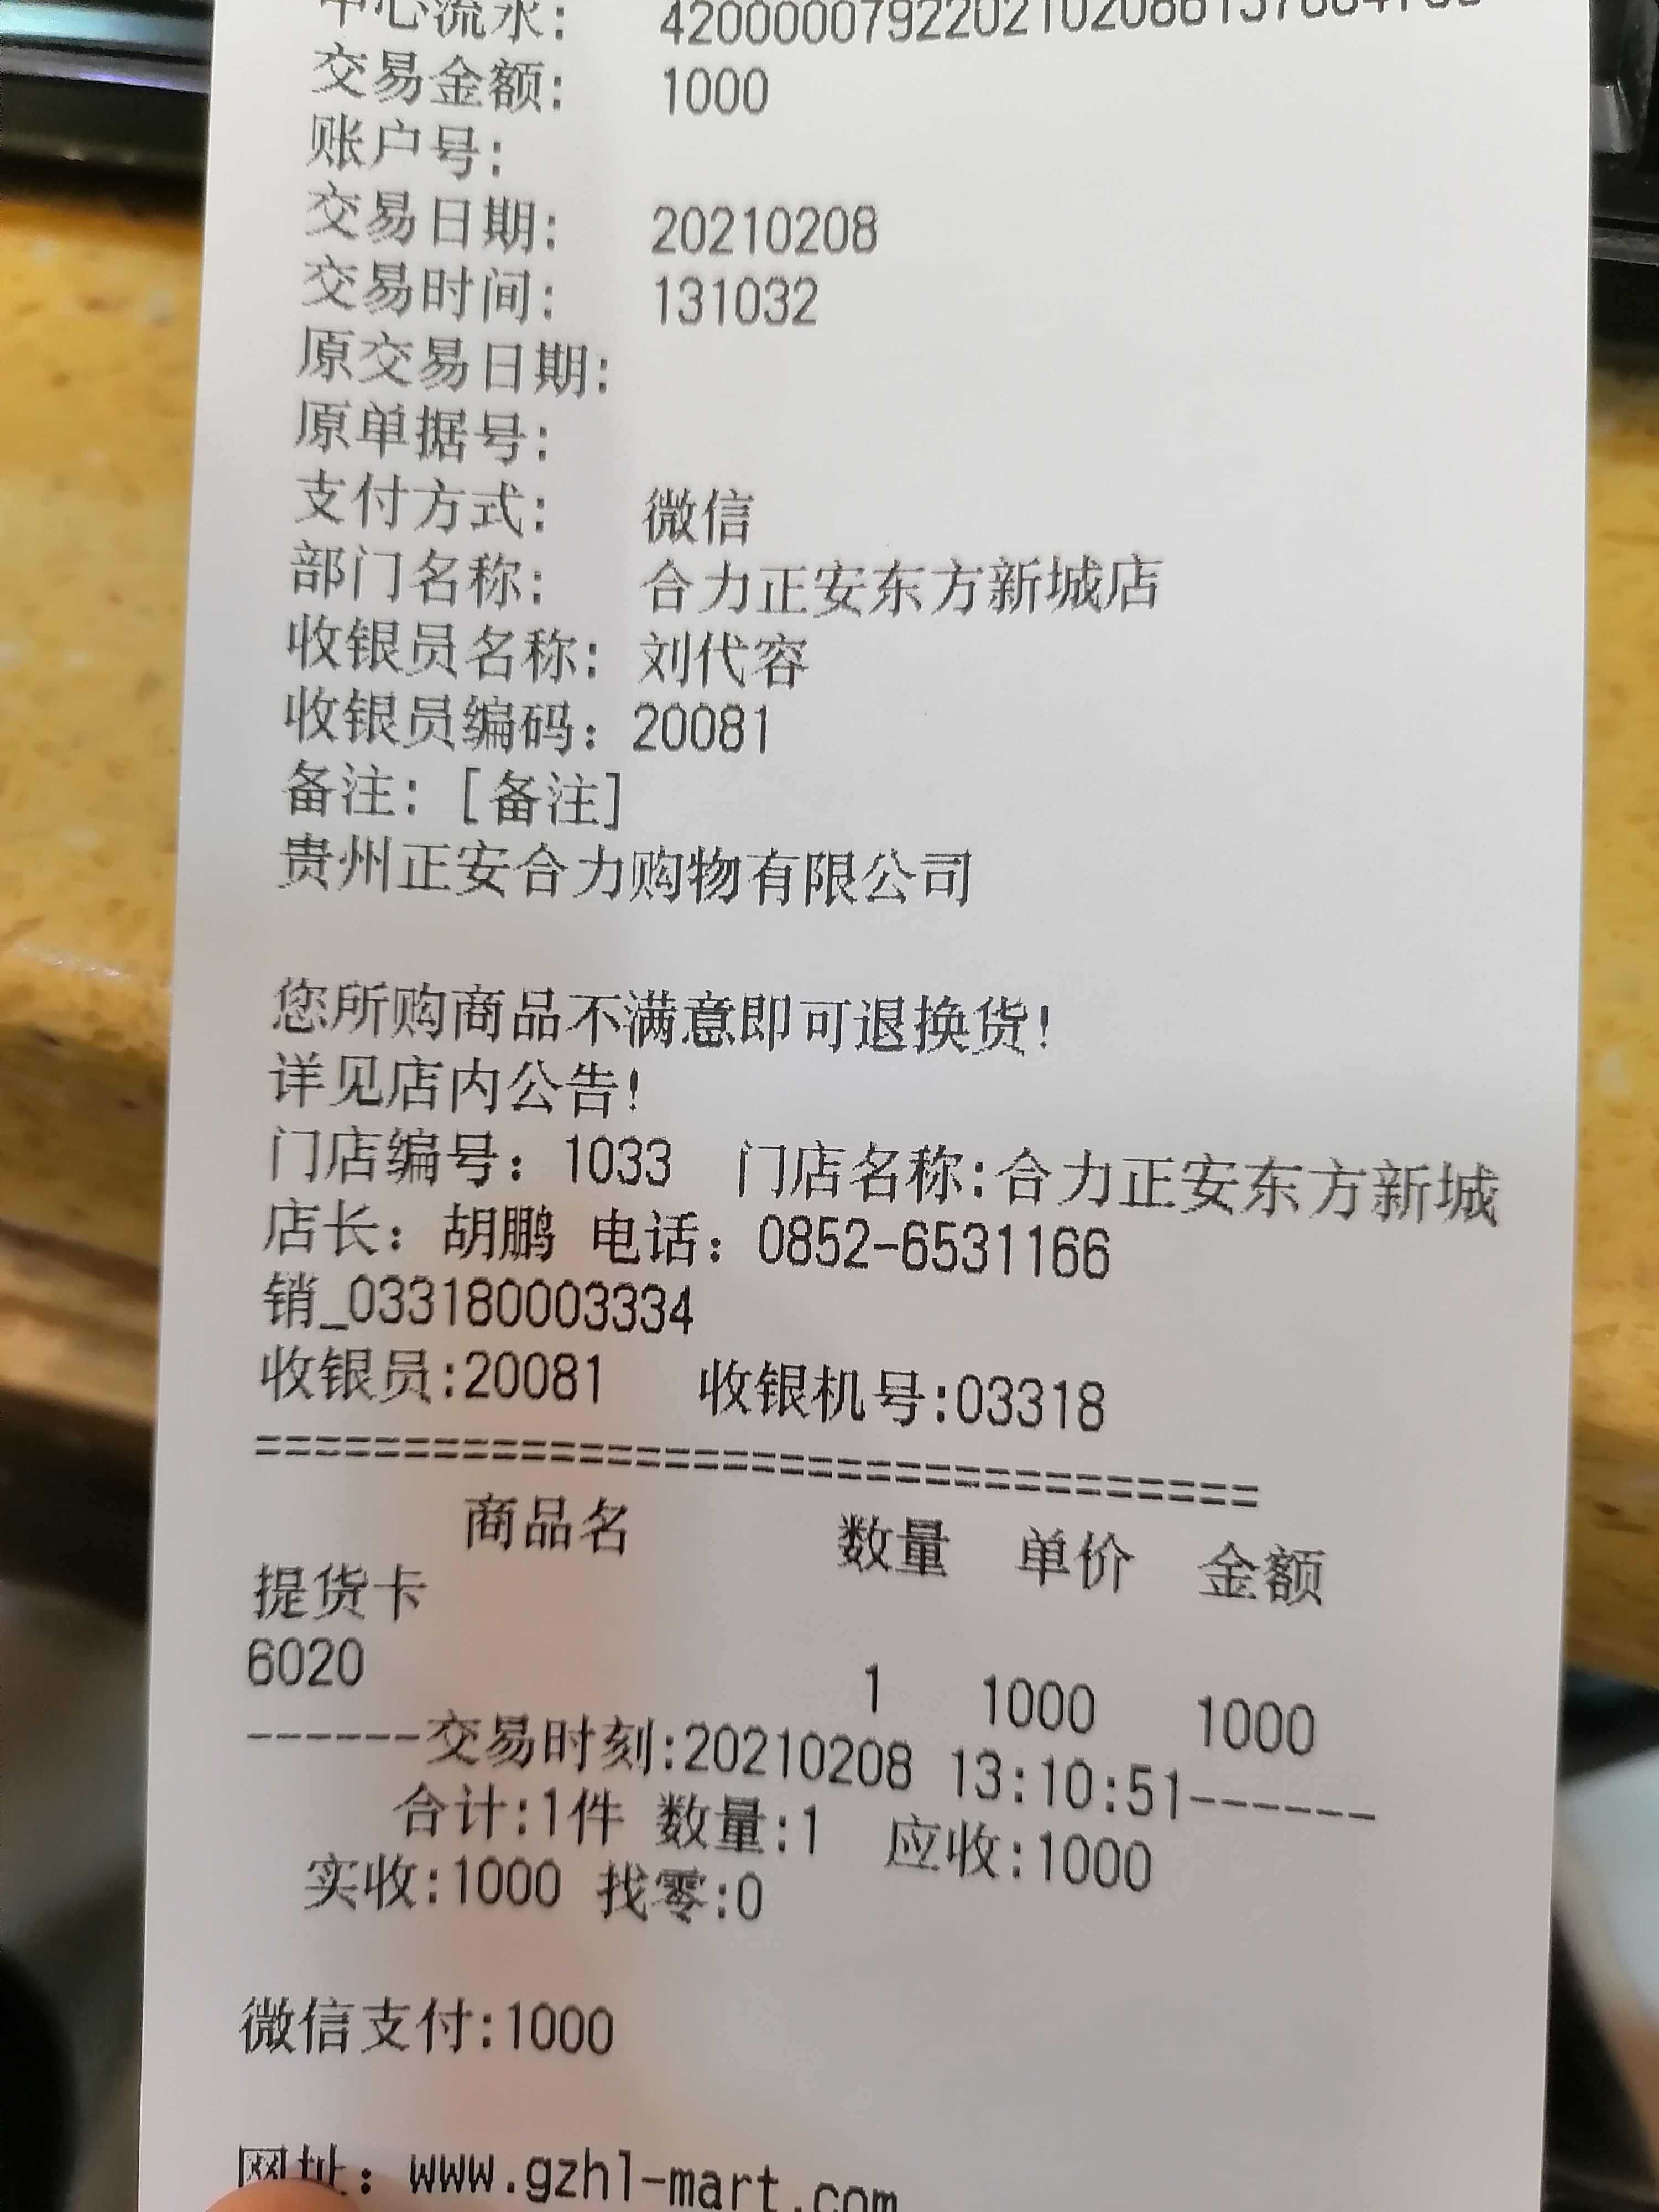 中心流水:
交易金额: 1000
账户号:
交易日期: 20210208
交易时间: 131032
原交易日期:
原单据号:
支付方式: 微信
部门名称: 合力正安东方新城店
收银员名称: 刘代容
收银员编码: 20081
备注: [备注]
贵州正安合力购物有限公司
您所购商品不满意即可退换货!
详见店内公告!
门店编号: 1033 门店名称:合力正安东方新城
店长: 胡鹏 电话: 0852-6531166
销_033180003334
收银员:20081 收银机号:03318
==================================
商品名 数量 单价 金额
提货卡
6020 1 1000 1000
------交易时刻:20210208 13:10:51------
合计:1件 数量:1 应收:1000
实收:1000 找零:0
微信支付:1000
网址: www.gzhl-mart.com